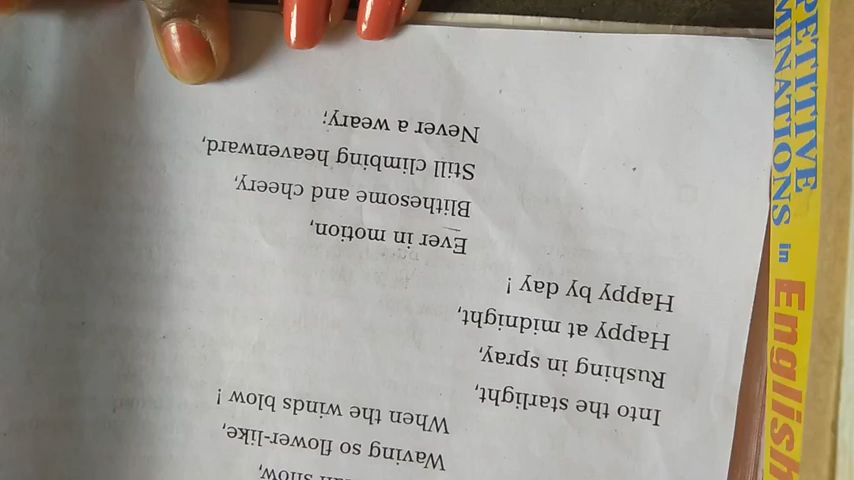 snow,
Waving so flower-like,
When the winds blow !
Into the starlight,
Rushing in spray,
Happy at midnight,
Happy by day !
Ever in motion,
Blithesome and cheery,
Still climbing heavenward,
Never a weary;
PETITIVE
MINATIONS in English